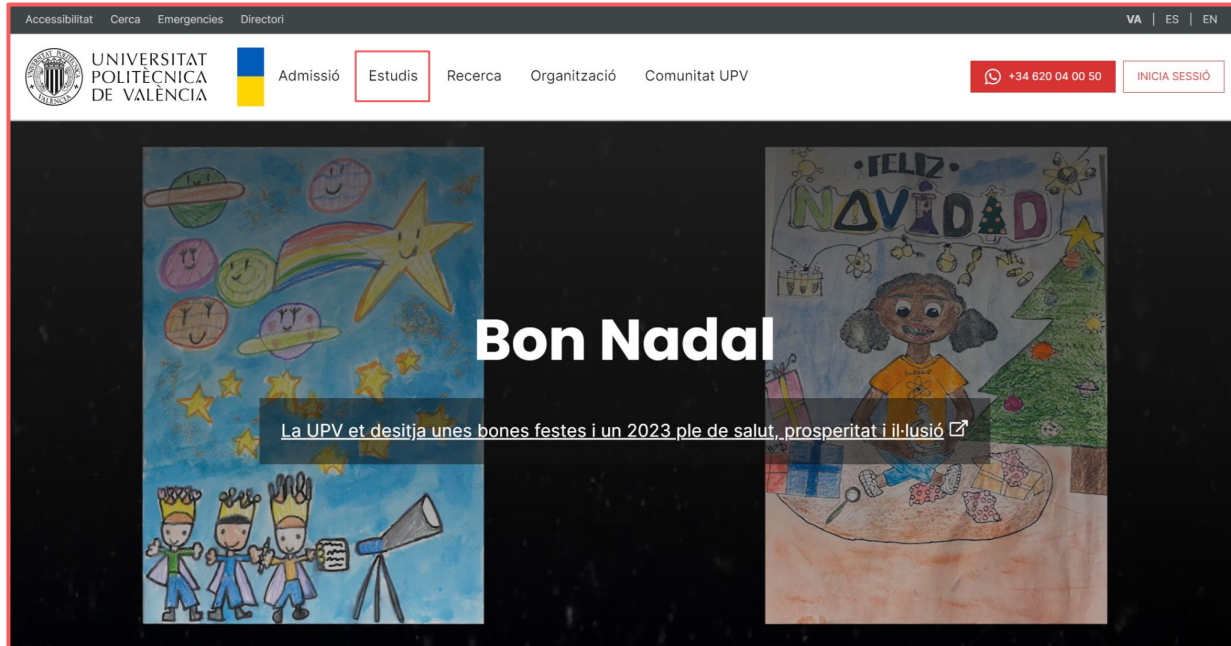 Accessibilitat Cerca Emergencies Directori VA | ES | EN
UNIVERSITAT
POLITÈCNICA
DE VALÈNCIA
Admissió Estudis Recerca Organització Comunitat UPV
+34 620 04 00 50
INICIA SESSIÓ
FELIZ
NAVIDAD
Bon Nadal
La UPV et desitja unes bones festes i un 2023 ple de salut, prosperitat i il·lusió